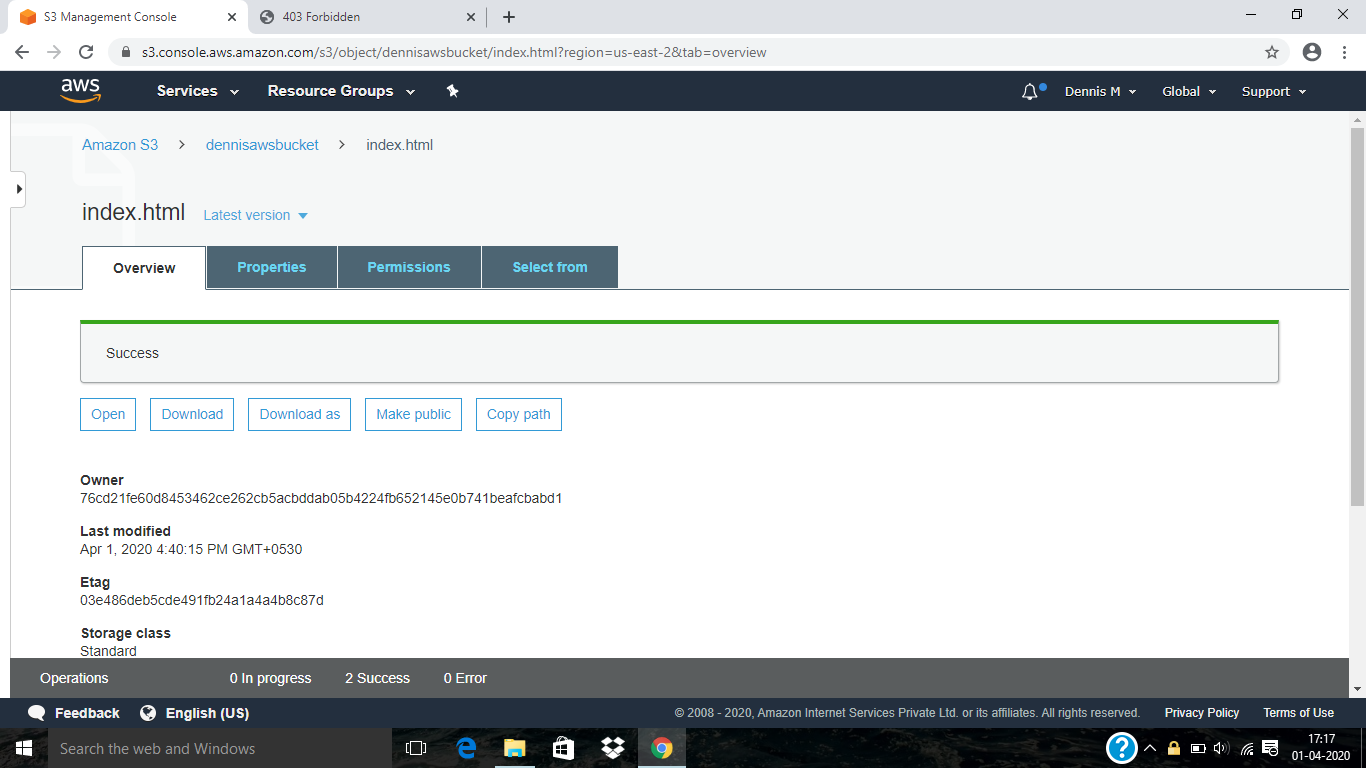 S3 Management Console
403 Forbidden
s3.console.aws.amazon.com/s3/object/dennisawsbucket/index.html?region=us-east-2&tab=overview
aws Services Resource Groups Dennis M Global Support
Amazon S3 > dennisawsbucket > index.html
index.html Latest version
Overview Properties Permissions Select from
Success
Open Download Download as Make public Copy path
Owner
76cd21fe60d8453462ce262cb5acbddab05b4224fb652145e0b741beafcbabd1
Last modified
Apr 1, 2020 4:40:15 PM GMT+0530
Etag
03e486deb5cde491fb24a1a4a4b8c87d
Storage class
Standard
Operations 0 In progress 2 Success 0 Error
Feedback English (US) © 2008 - 2020, Amazon Internet Services Private Ltd. or its affiliates. All rights reserved. Privacy Policy Terms of Use
Search the web and Windows
17:17
01-04-2020